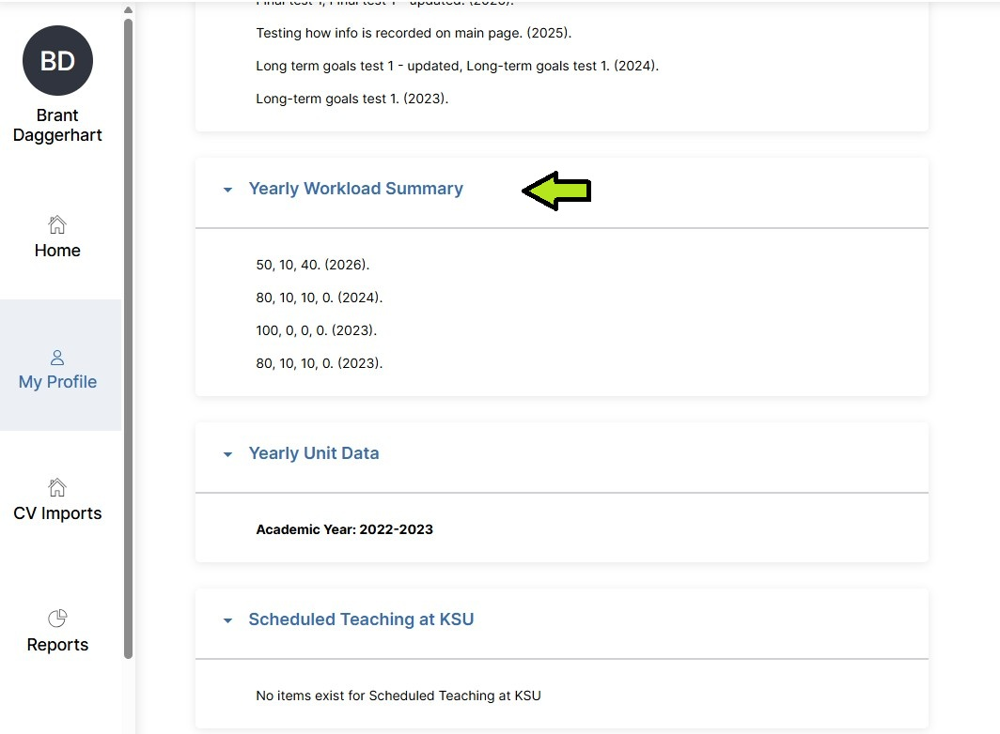 BD
Brant
Daggerhart
Home
My Profile
CV Imports
Reports
Final test 1, Final test 1 - updated. (2026).
Testing how info is recorded on main page. (2025).
Long term goals test 1 - updated, Long-term goals test 1. (2024).
Long-term goals test 1. (2023).
Yearly Workload Summary
50, 10, 40. (2026).
80, 10, 10, 0. (2024).
100, 0, 0, 0. (2023).
80, 10, 10, 0. (2023).
Yearly Unit Data
Academic Year: 2022-2023
Scheduled Teaching at KSU
No items exist for Scheduled Teaching at KSU